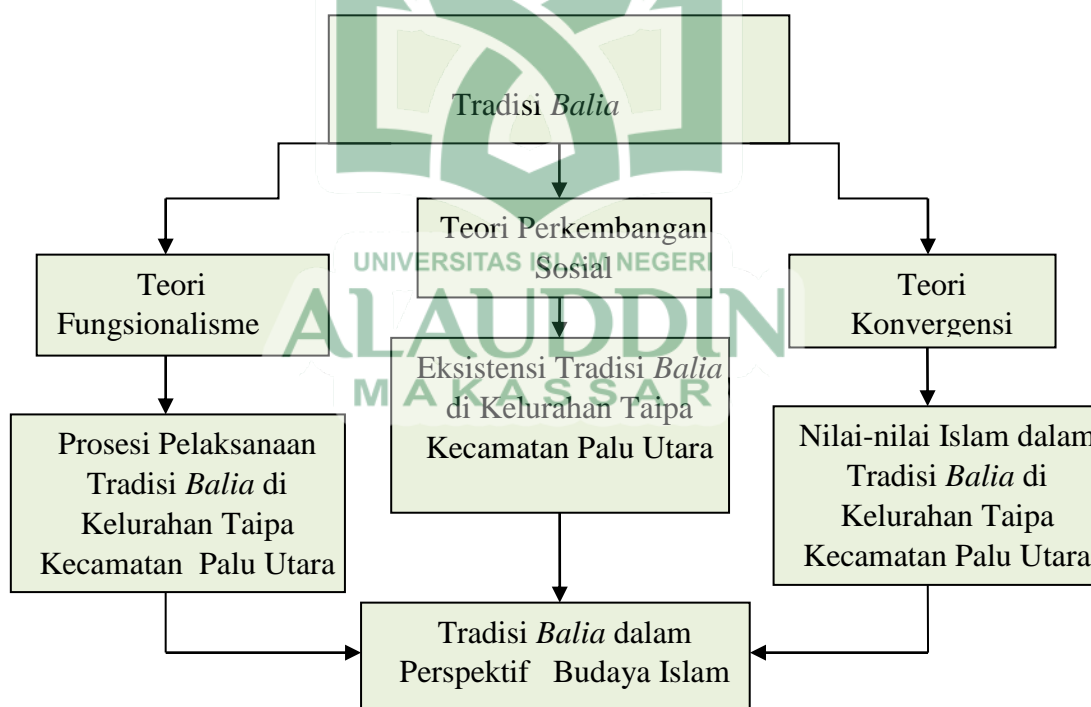 Tradisi Balia
Teori Perkembangan
Sosial
Teori
Fungsionalisme
Teori
Konvergensi
UNIVERSITAS ISLAM NEGERI
ALAUDDIN
MAKASSAR
Eksistensi Tradisi Balia
di Kelurahan Taipa
Kecamatan Palu Utara
Prosesi Pelaksanaan
Tradisi Balia di
Kelurahan Taipa
Kecamatan Palu Utara
Nilai-nilai Islam dalam
Tradisi Balia di
Kelurahan Taipa
Kecamatan Palu Utara
Tradisi Balia dalam
Perspektif Budaya Islam